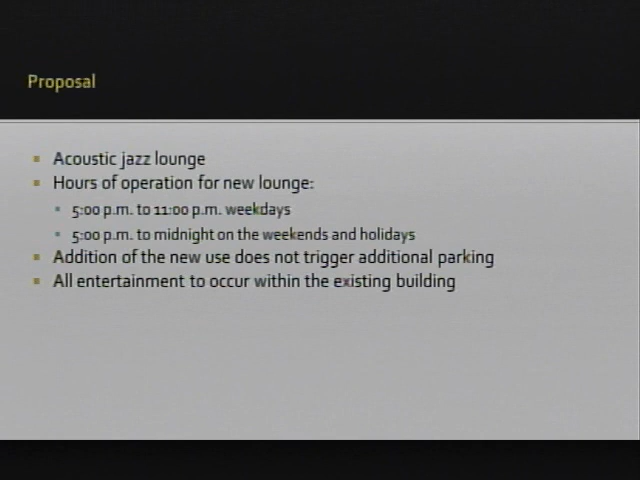 Proposal
Acoustic jazz lounge
Hours of operation for new lounge:
5:00 p.m. to 11:00 p.m. weekdays
5:00 p.m. to midnight on the weekends and holidays
Addition of the new use does not trigger additional parking
All entertainment to occur within the existing building